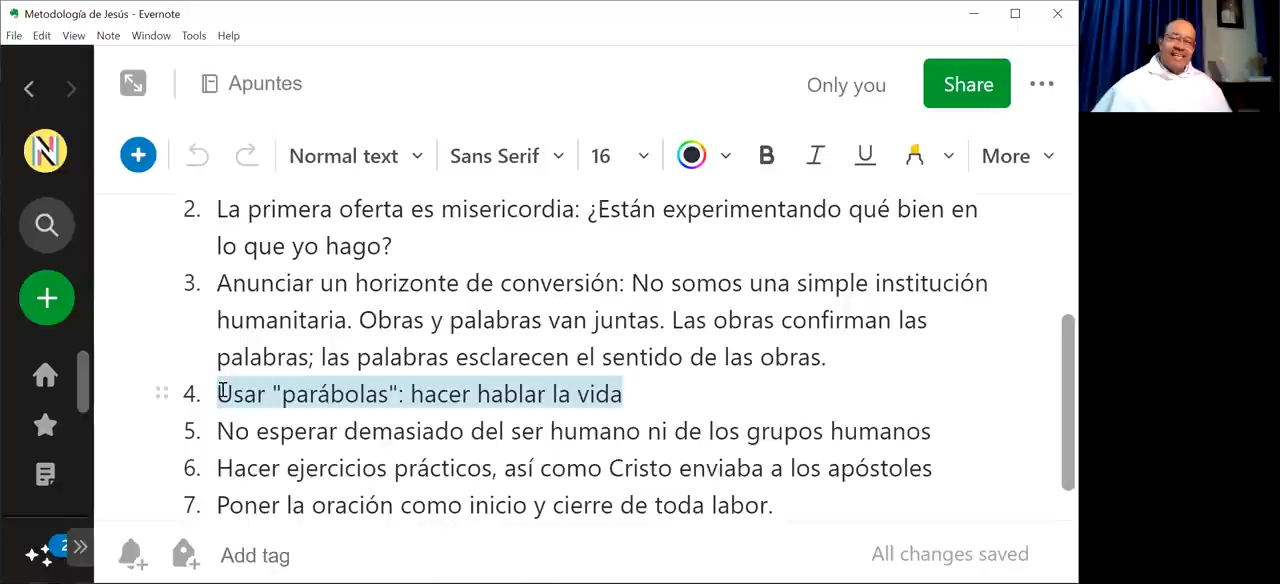 Metodología de Jesús - Evernote
File Edit View Note Window Tools Help
Apuntes
Only you
Share
Normal text
Sans Serif
16
B
I
U
More
N
2. La primera oferta es misericordia: ¿Están experimentando qué bien en
lo que yo hago?
3. Anunciar un horizonte de conversión: No somos una simple institución
humanitaria. Obras y palabras van juntas. Las obras confirman las
palabras; las palabras esclarecen el sentido de las obras.
4. Usar "parábolas": hacer hablar la vida
5. No esperar demasiado del ser humano ni de los grupos humanos
6. Hacer ejercicios prácticos, así como Cristo enviaba a los apóstoles
7. Poner la oración como inicio y cierre de toda labor.
2
Add tag
All changes saved